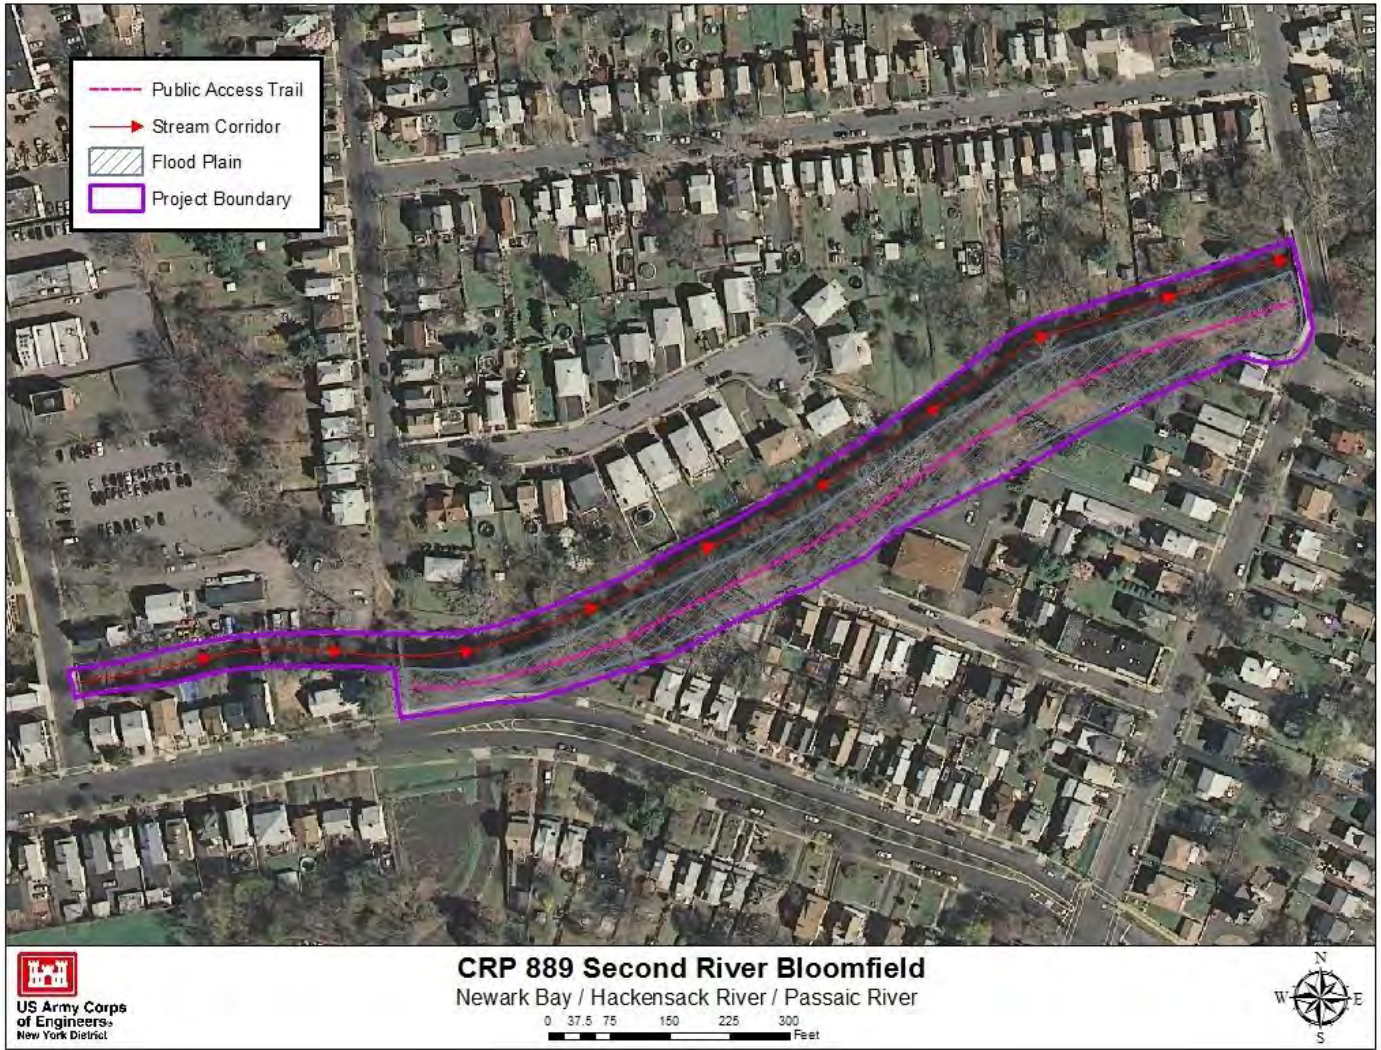 Public Access Trail
Stream Corridor
Flood Plain
Project Boundary
US Army Corps
of Engineers®
New York District
CRP 889 Second River Bloomfield
Newark Bay / Hackensack River / Passaic River
0 37.5 75 150 225 300
Feet
N
W E
S